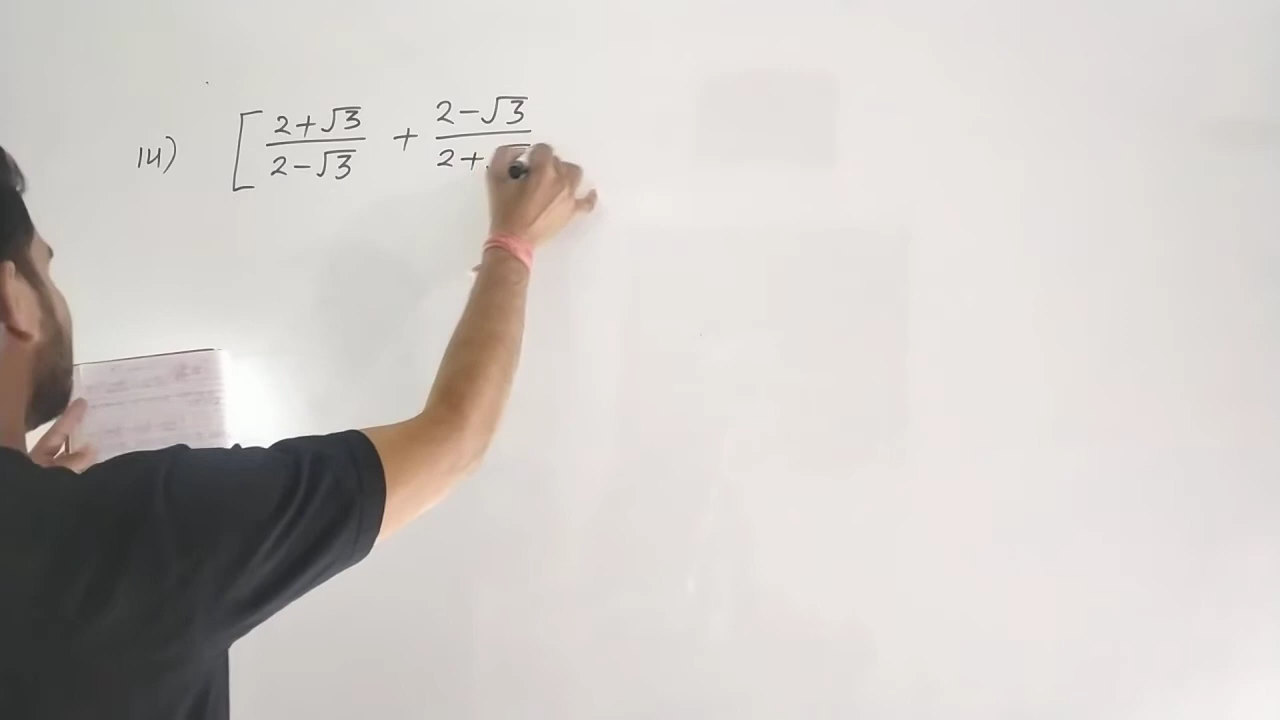 14) [ (2+√3)/(2-√3) + (2-√3)/(2+√